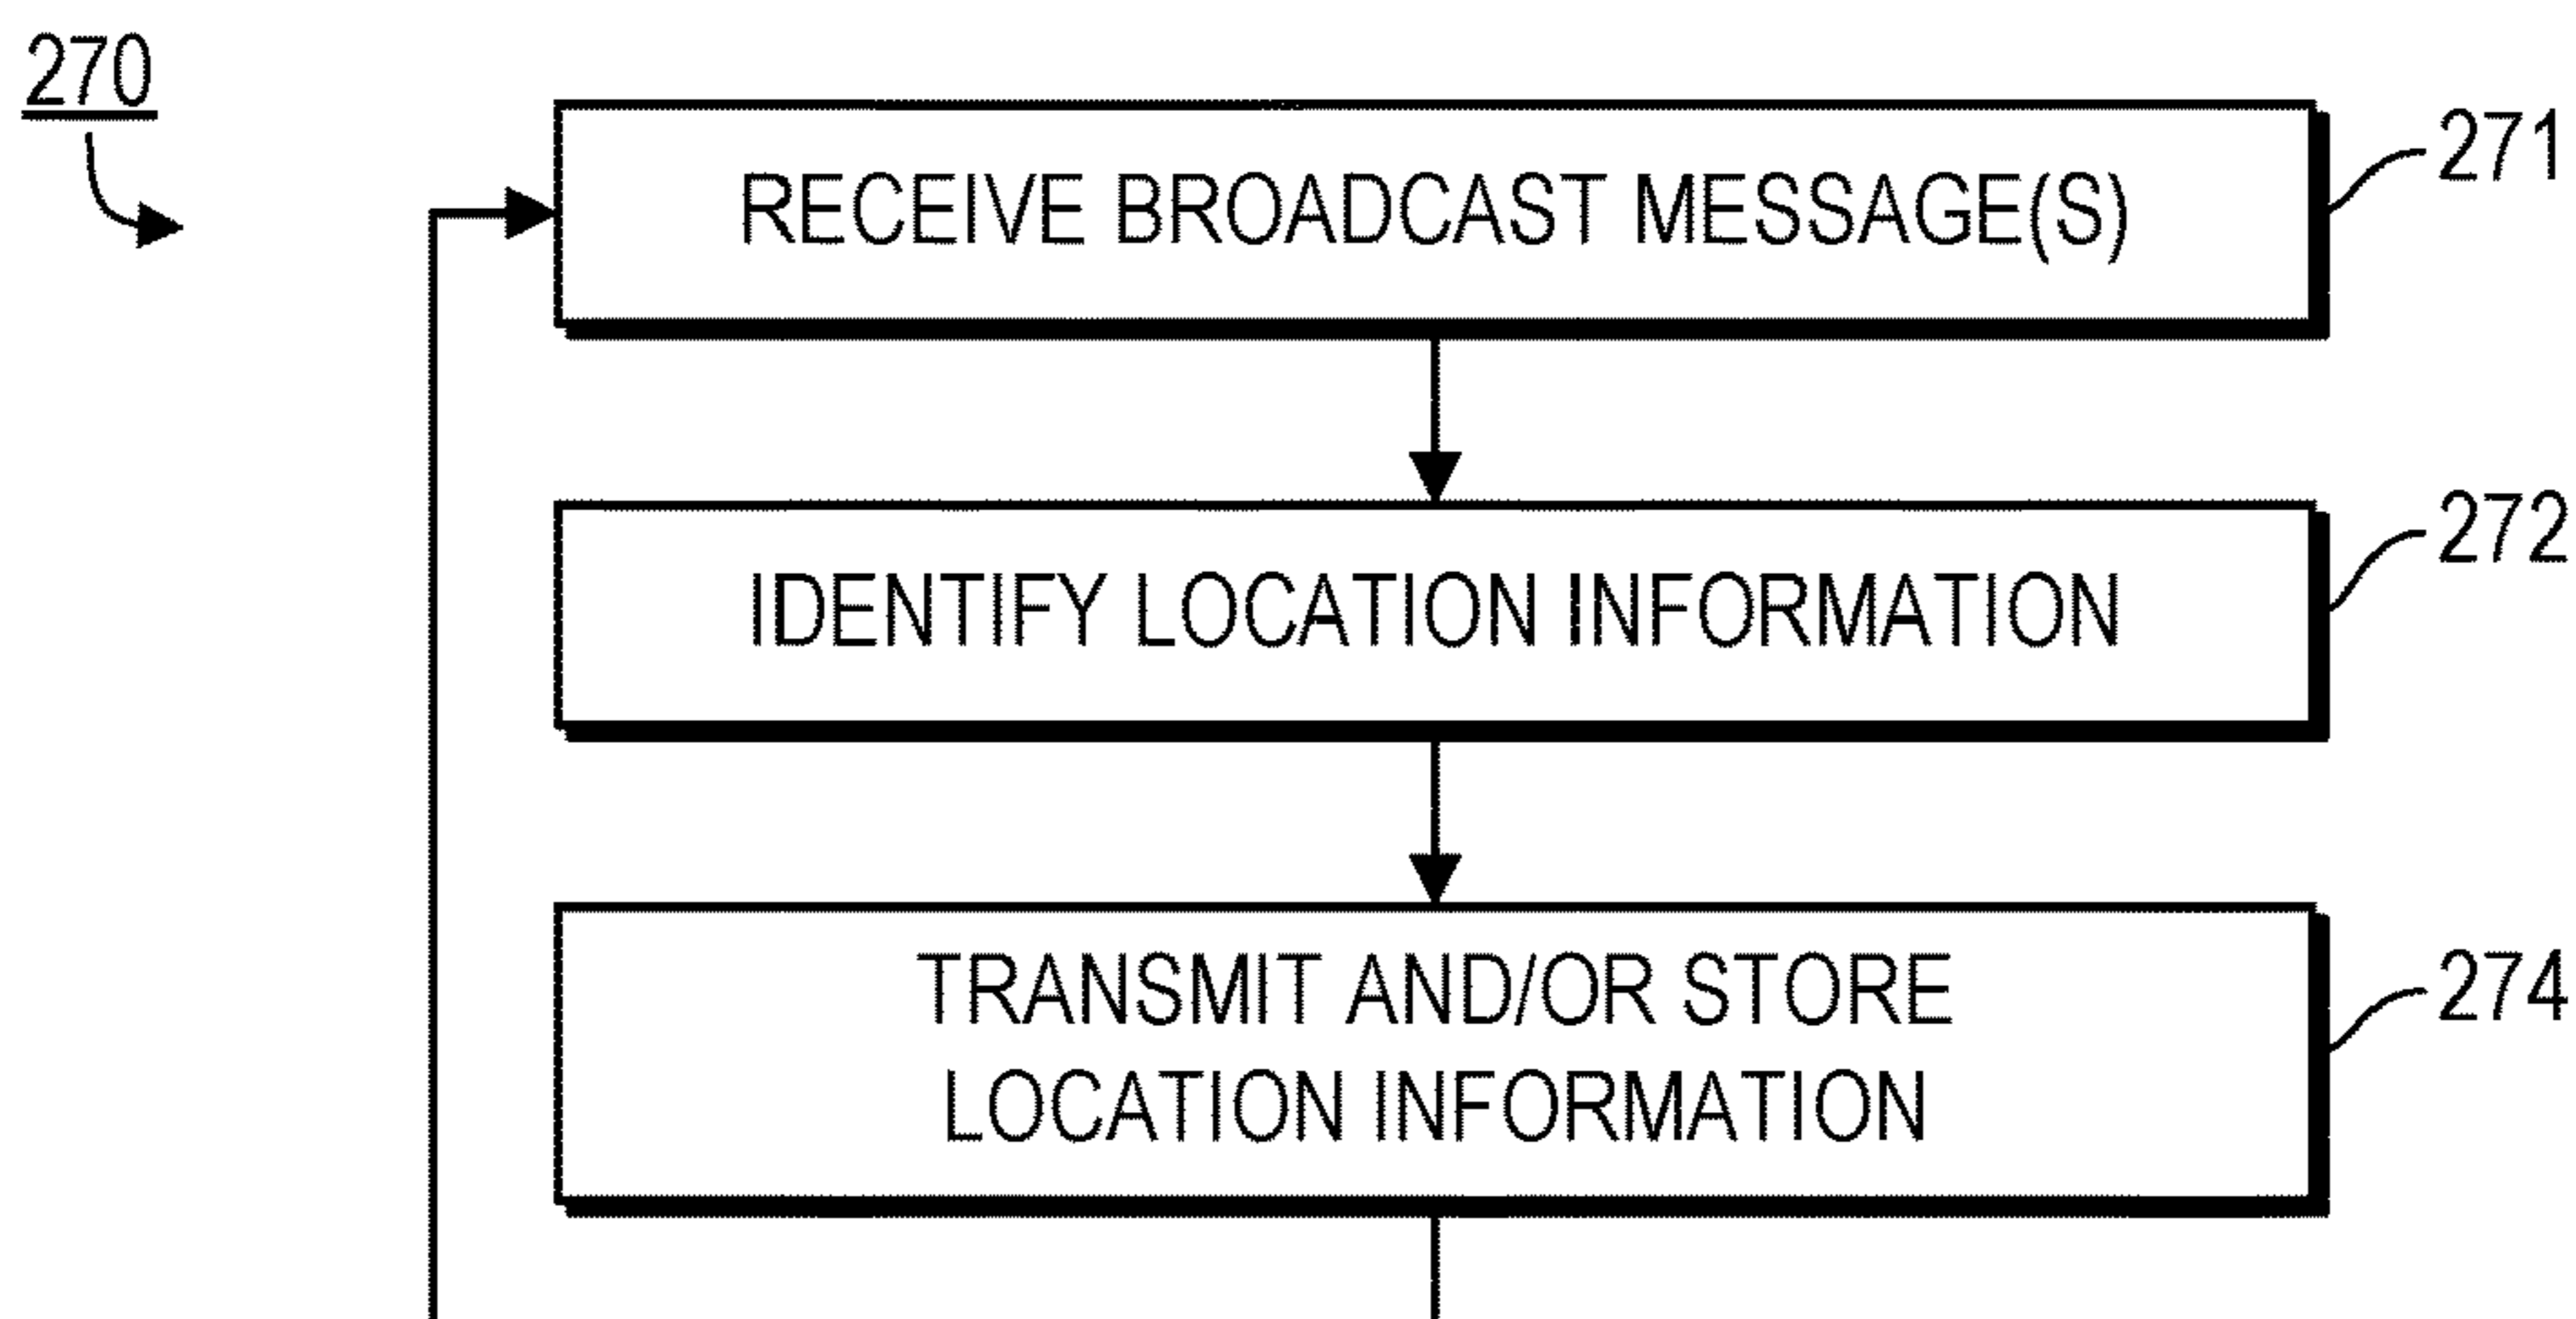 270
RECEIVE BROADCAST MESSAGE(S)
271
IDENTIFY LOCATION INFORMATION
272
TRANSMIT AND/OR STORE
LOCATION INFORMATION
274